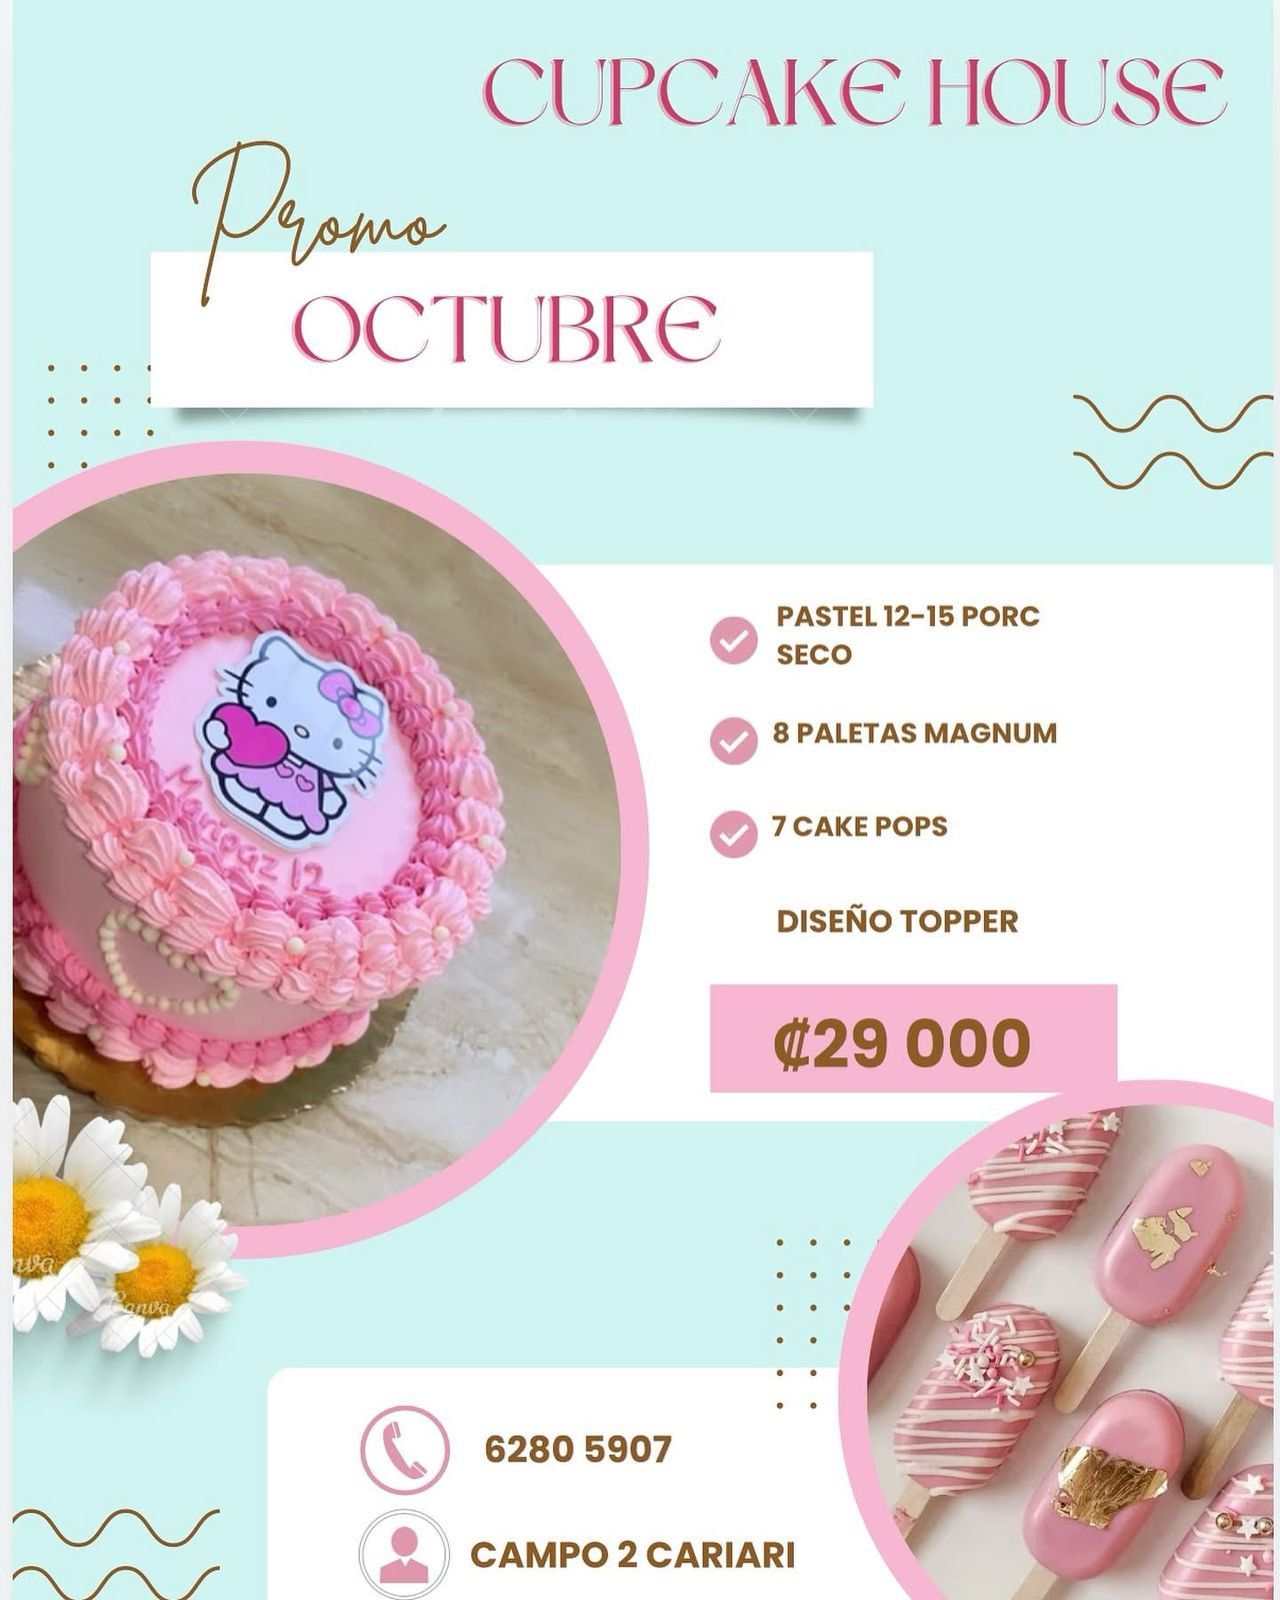 CUPCAKE HOUSE
Promo
OCTUBRE
PASTEL 12-15 PORC
SECO
8 PALETAS MAGNUM
7 CAKE POPS
DISEÑO TOPPER
₡29 000
Canva
6280 5907
CAMPO 2 CARIARI